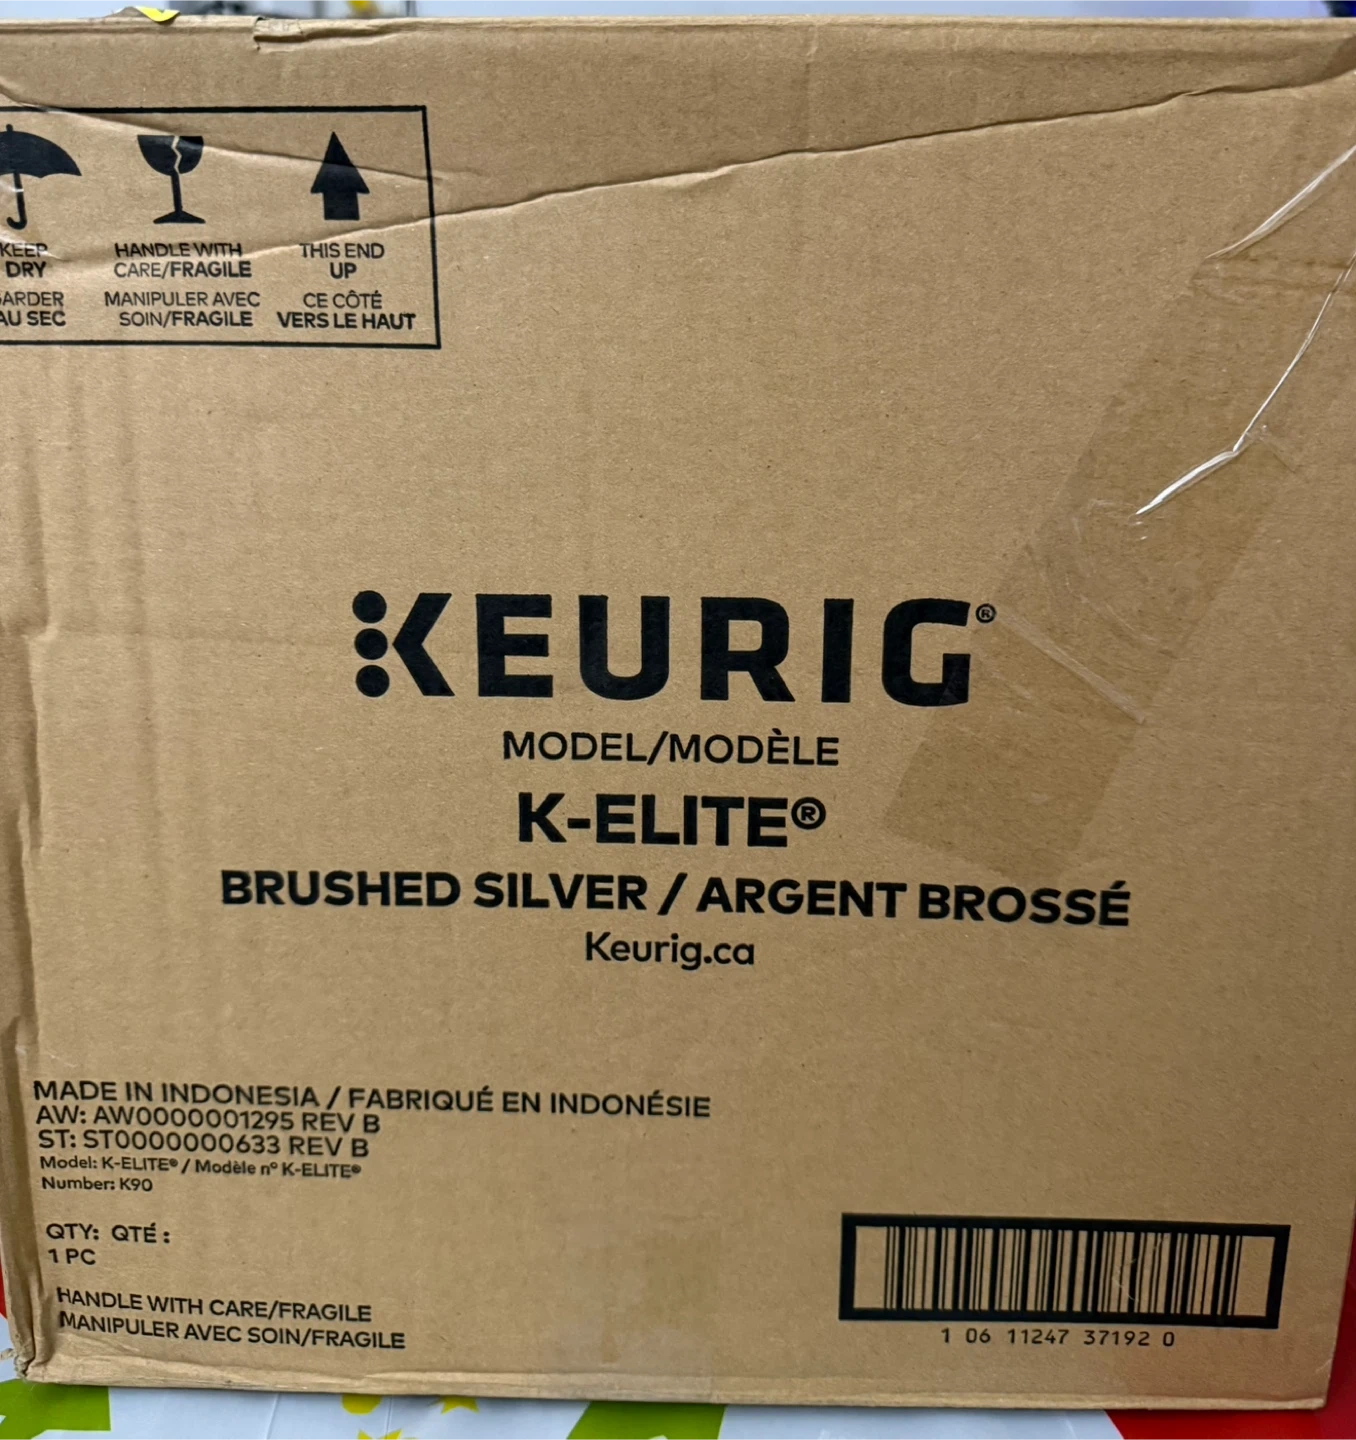 KEEP
DRY
AU SEC
HANDLE WITH
CARE/FRAGILE
MANIPULER AVEC
SOIN/FRAGILE
THIS END
UP
CE CÔTÉ
VERS LE HAUT
KEURIG®
MODEL/MODÈLE
K-ELITE®
BRUSHED SILVER / ARGENT BROSSÉ
Keurig.ca
MADE IN INDONESIA / FABRIQUÉ EN INDONÉSIE
AW: AW0000001295 REV B
ST: ST0000000633 REV B
Model: K-ELITE® / Modèle nº K-ELITE®
Number: K90
QTY: QTÉ :
1 PC
HANDLE WITH CARE/FRAGILE
MANIPULER AVEC SOIN/FRAGILE
1 06 11247 37192 0